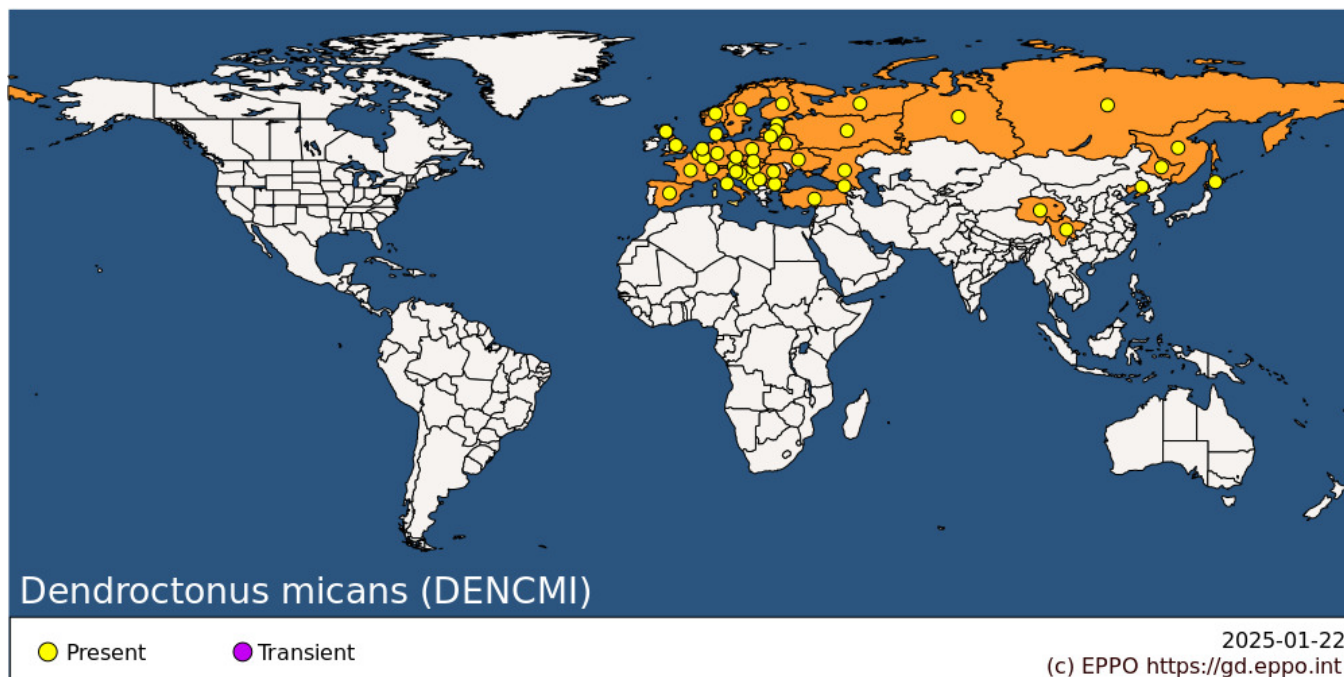 Dendroctonus micans (DENCMI)
Present
Transient
2025-01-22
(c) EPPO https://gd.eppo.int